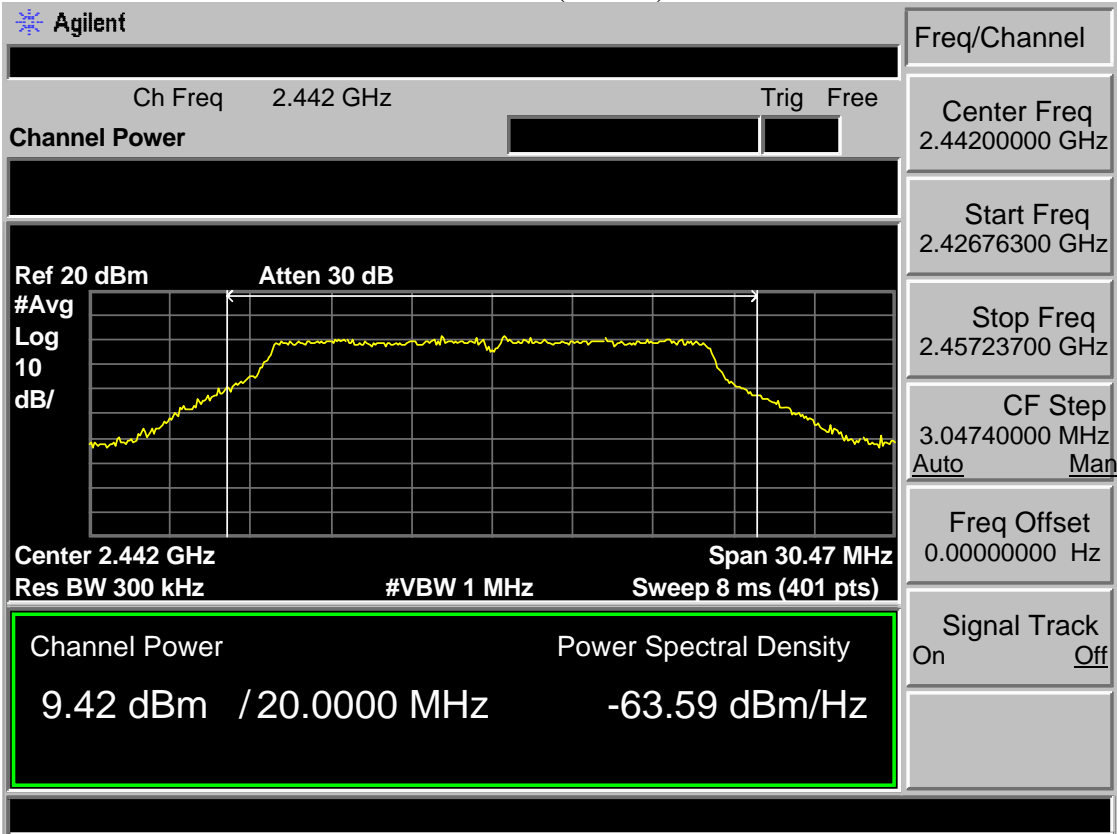 Agilent
Freq/Channel
Ch Freq 2.442 GHz Trig Free
Channel Power
Center Freq
2.44200000 GHz
Start Freq
2.42676300 GHz
Stop Freq
2.45723700 GHz
CF Step
3.04740000 MHz
Auto Man
Freq Offset
0.00000000 Hz
Signal Track
On Off
Ref 20 dBm Atten 30 dB
#Avg
Log
10
dB/
Center 2.442 GHz Span 30.47 MHz
Res BW 300 kHz #VBW 1 MHz Sweep 8 ms (401 pts)
Channel Power Power Spectral Density
9.42 dBm / 20.0000 MHz -63.59 dBm/Hz